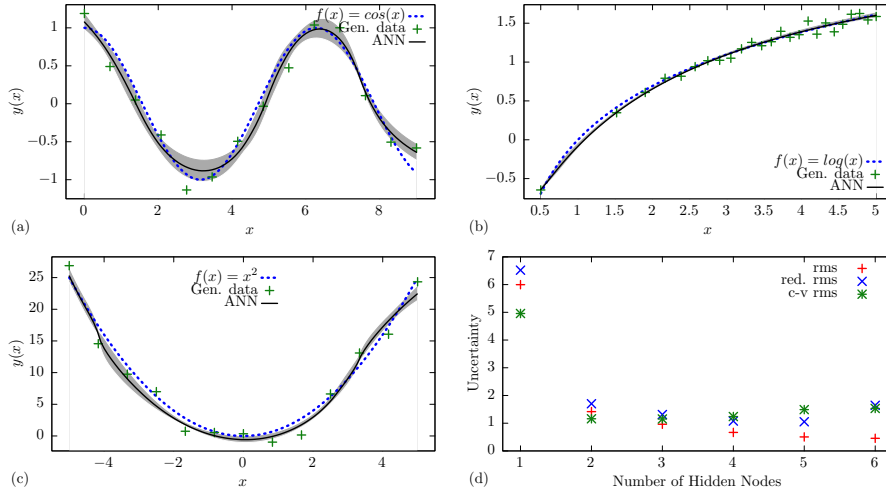 f(x) = cos(x)
Gen. data
ANN
1
0.5
0
−0.5
−1
y(x)
0
2
4
6
8
x
(a)
1.5
1.0
0.5
0
−0.5
y(x)
f(x) = log(x)
Gen. data
ANN
0.5
1
1.5
2
2.5
3
3.5
4
4.5
5
x
(b)
f(x) = x²
Gen. data
ANN
25
20
15
10
5
0
y(x)
−4
−2
0
2
4
x
(c)
rms
red. rms
c-v rms
7
6
5
4
3
2
1
0
Uncertainty
1
2
3
4
5
6
Number of Hidden Nodes
(d)